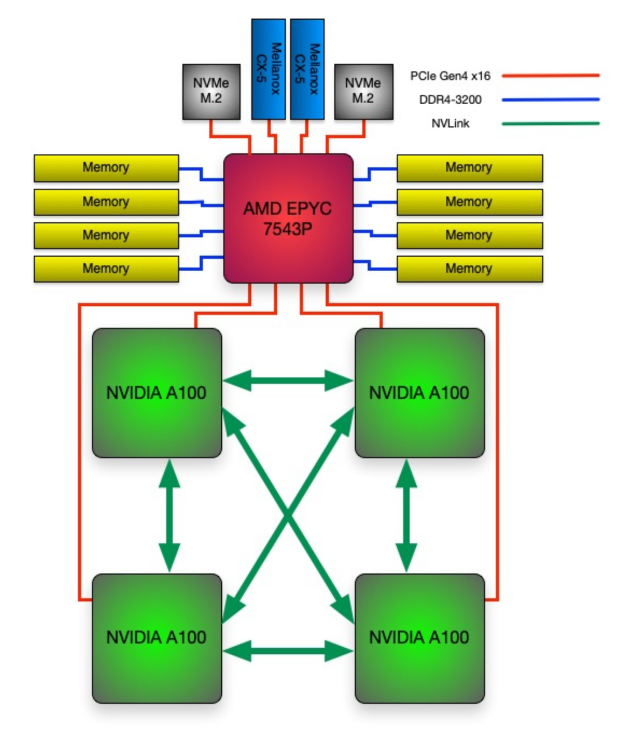 NVMe
M.2
Mellanox
CX-5
Mellanox
CX-5
NVMe
M.2
PCIe Gen4 x16
DDR4-3200
NVLink
Memory
Memory
Memory
Memory
AMD EPYC
7543P
Memory
Memory
Memory
Memory
NVIDIA A100
NVIDIA A100
NVIDIA A100
NVIDIA A100